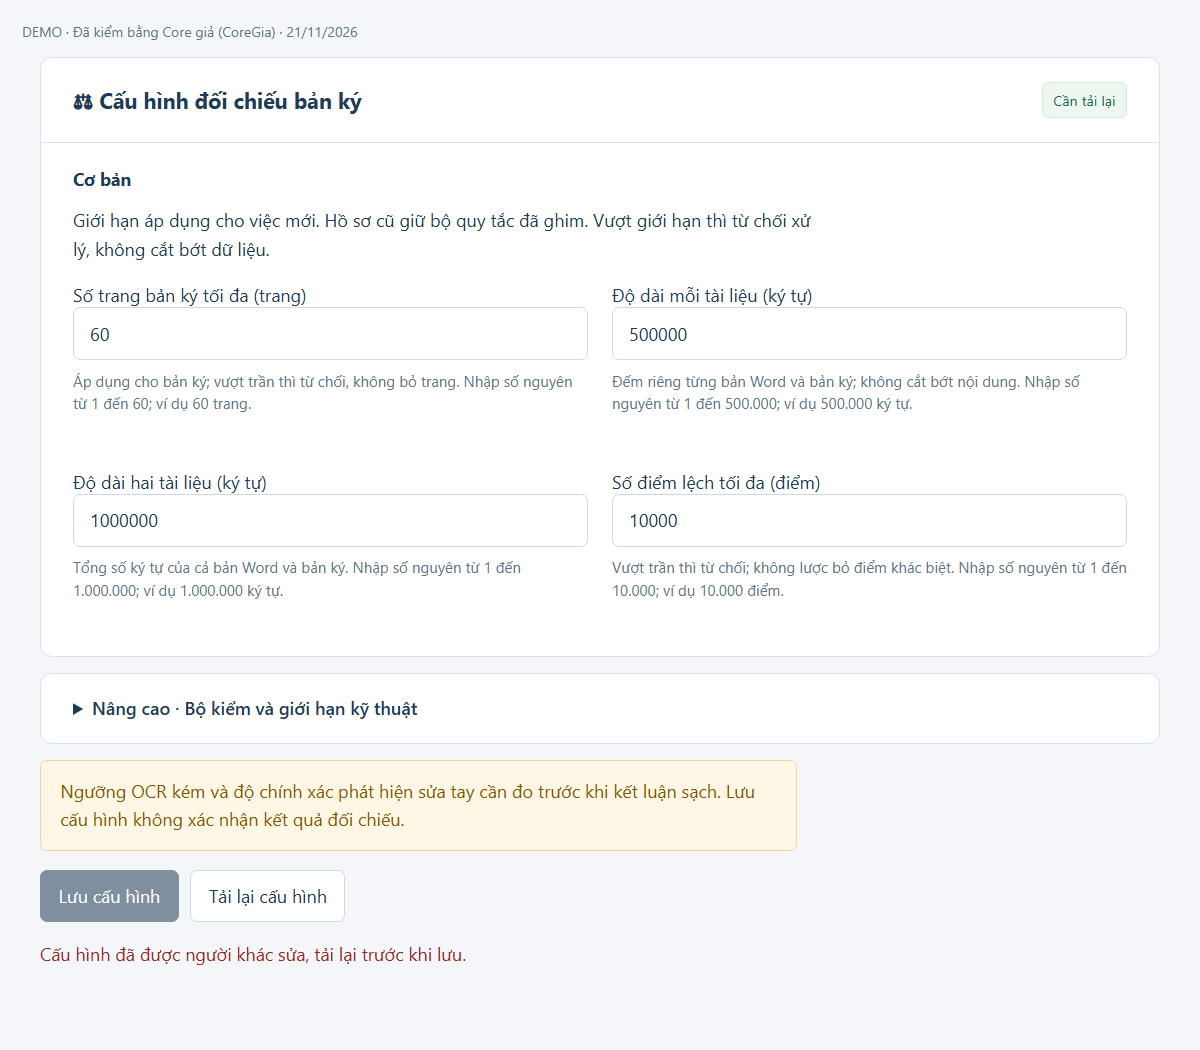 DEMO · Đã kiểm bằng Core giả (CoreGia) · 21/11/2026
Cấu hình đối chiếu bản ký
Cần tải lại
Cơ bản
Giới hạn áp dụng cho việc mới. Hồ sơ cũ giữ bộ quy tắc đã ghim. Vượt giới hạn thì từ chối xử
lý, không cắt bớt dữ liệu.
Số trang bản ký tối đa (trang)
60
Áp dụng cho bản ký; vượt trần thì từ chối, không bỏ trang. Nhập số nguyên
từ 1 đến 60; ví dụ 60 trang.
Độ dài mỗi tài liệu (ký tự)
500000
Đếm riêng từng bản Word và bản ký; không cắt bớt nội dung. Nhập số
nguyên từ 1 đến 500.000; ví dụ 500.000 ký tự.
Độ dài hai tài liệu (ký tự)
1000000
Tổng số ký tự của cả bản Word và bản ký. Nhập số nguyên từ 1 đến
1.000.000; ví dụ 1.000.000 ký tự.
Số điểm lệch tối đa (điểm)
10000
Vượt trần thì từ chối; không lược bỏ điểm khác biệt. Nhập số nguyên từ 1 đến
10.000; ví dụ 10.000 điểm.
Nâng cao · Bộ kiểm và giới hạn kỹ thuật
Ngưỡng OCR kém và độ chính xác phát hiện sửa tay cần đo trước khi kết luận sạch. Lưu
cấu hình không xác nhận kết quả đối chiếu.
Lưu cấu hình
Tải lại cấu hình
Cấu hình đã được người khác sửa, tải lại trước khi lưu.